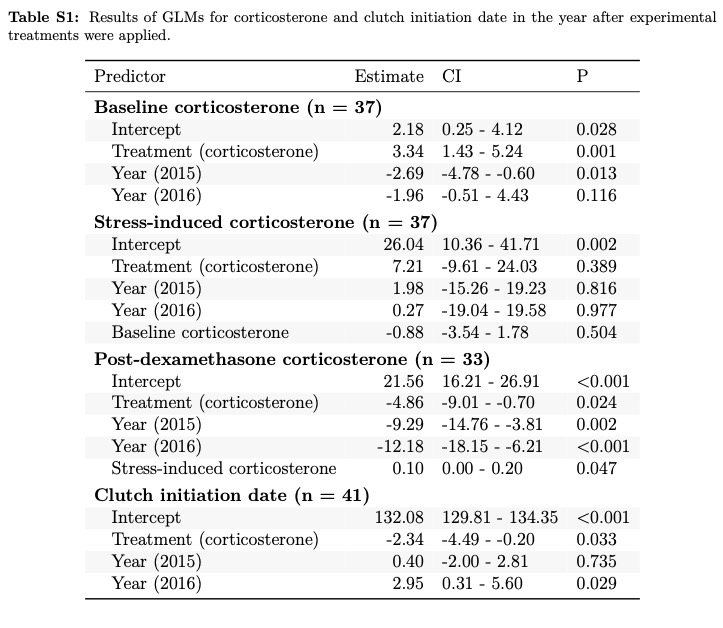 Table S1: Results of GLMs for corticosterone and clutch initiation date in the year after experimental
treatments were applied.
Predictor Estimate CI P
Baseline corticosterone (n = 37)
Intercept 2.18 0.25 - 4.12 0.028
Treatment (corticosterone) 3.34 1.43 - 5.24 0.001
Year (2015) -2.69 -4.78 - -0.60 0.013
Year (2016) -1.96 -0.51 - 4.43 0.116
Stress-induced corticosterone (n = 37)
Intercept 26.04 10.36 - 41.71 0.002
Treatment (corticosterone) 7.21 -9.61 - 24.03 0.389
Year (2015) 1.98 -15.26 - 19.23 0.816
Year (2016) 0.27 -19.04 - 19.58 0.977
Baseline corticosterone -0.88 -3.54 - 1.78 0.504
Post-dexamethasone corticosterone (n = 33)
Intercept 21.56 16.21 - 26.91 <0.001
Treatment (corticosterone) -4.86 -9.01 - -0.70 0.024
Year (2015) -9.29 -14.76 - -3.81 0.002
Year (2016) -12.18 -18.15 - -6.21 <0.001
Stress-induced corticosterone 0.10 0.00 - 0.20 0.047
Clutch initiation date (n = 41)
Intercept 132.08 129.81 - 134.35 <0.001
Treatment (corticosterone) -2.34 -4.49 - -0.20 0.033
Year (2015) 0.40 -2.00 - 2.81 0.735
Year (2016) 2.95 0.31 - 5.60 0.029